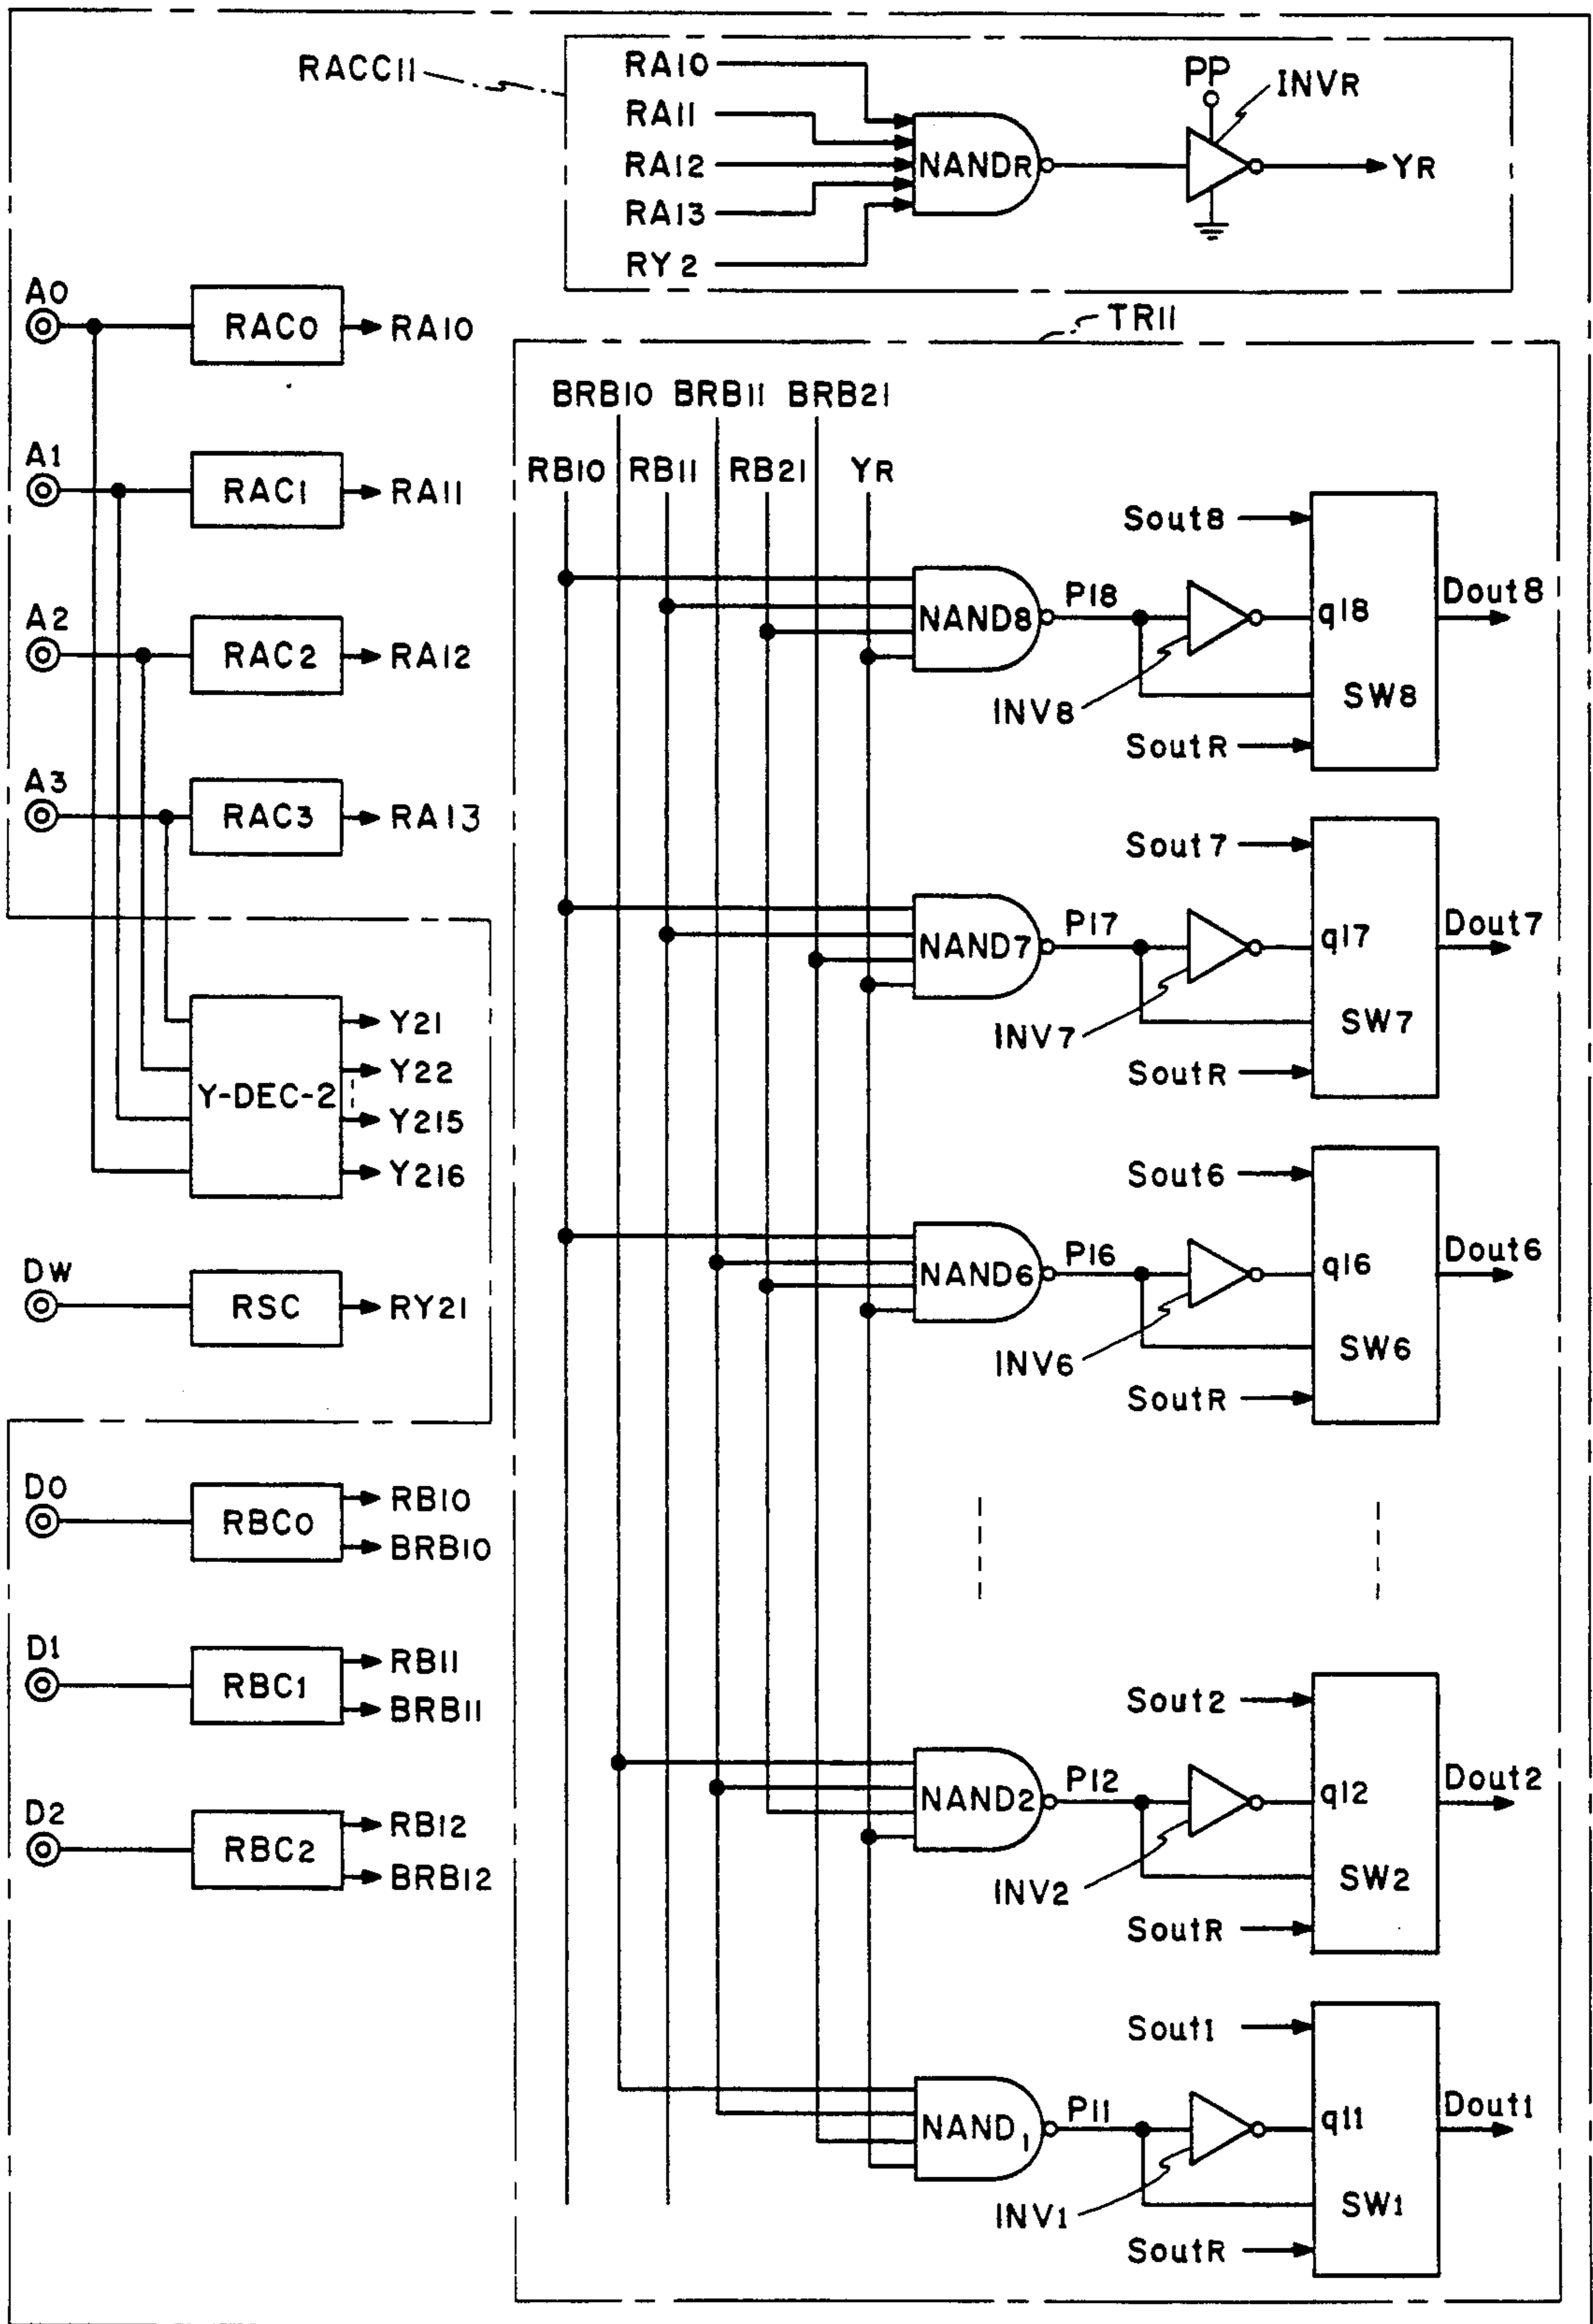 RACC11
RA10
RA11
RA12
RA13
RY2
NANDR
PP
INVR
YR
A0
RAC0
RA10
A1
RAC1
RA11
A2
RAC2
RA12
A3
RAC3
RA13
Y-DEC-2
Y21
Y22
Y215
Y216
DW
RSC
RY21
D0
RBC0
RB10
BRB10
D1
RBC1
RB11
BRB11
D2
RBC2
RB12
BRB12
TR11
BRB10 BRB11 BRB21
RB10 RB11 RB21 YR
Sout8
NAND8
P18
q18
Dout8
INV8
SW8
SoutR
Sout7
NAND7
P17
q17
Dout7
INV7
SW7
SoutR
Sout6
NAND6
P16
q16
Dout6
INV6
SW6
SoutR
Sout2
NAND2
P12
q12
Dout2
INV2
SW2
SoutR
Sout1
NAND1
P11
q11
Dout1
INV1
SW1
SoutR